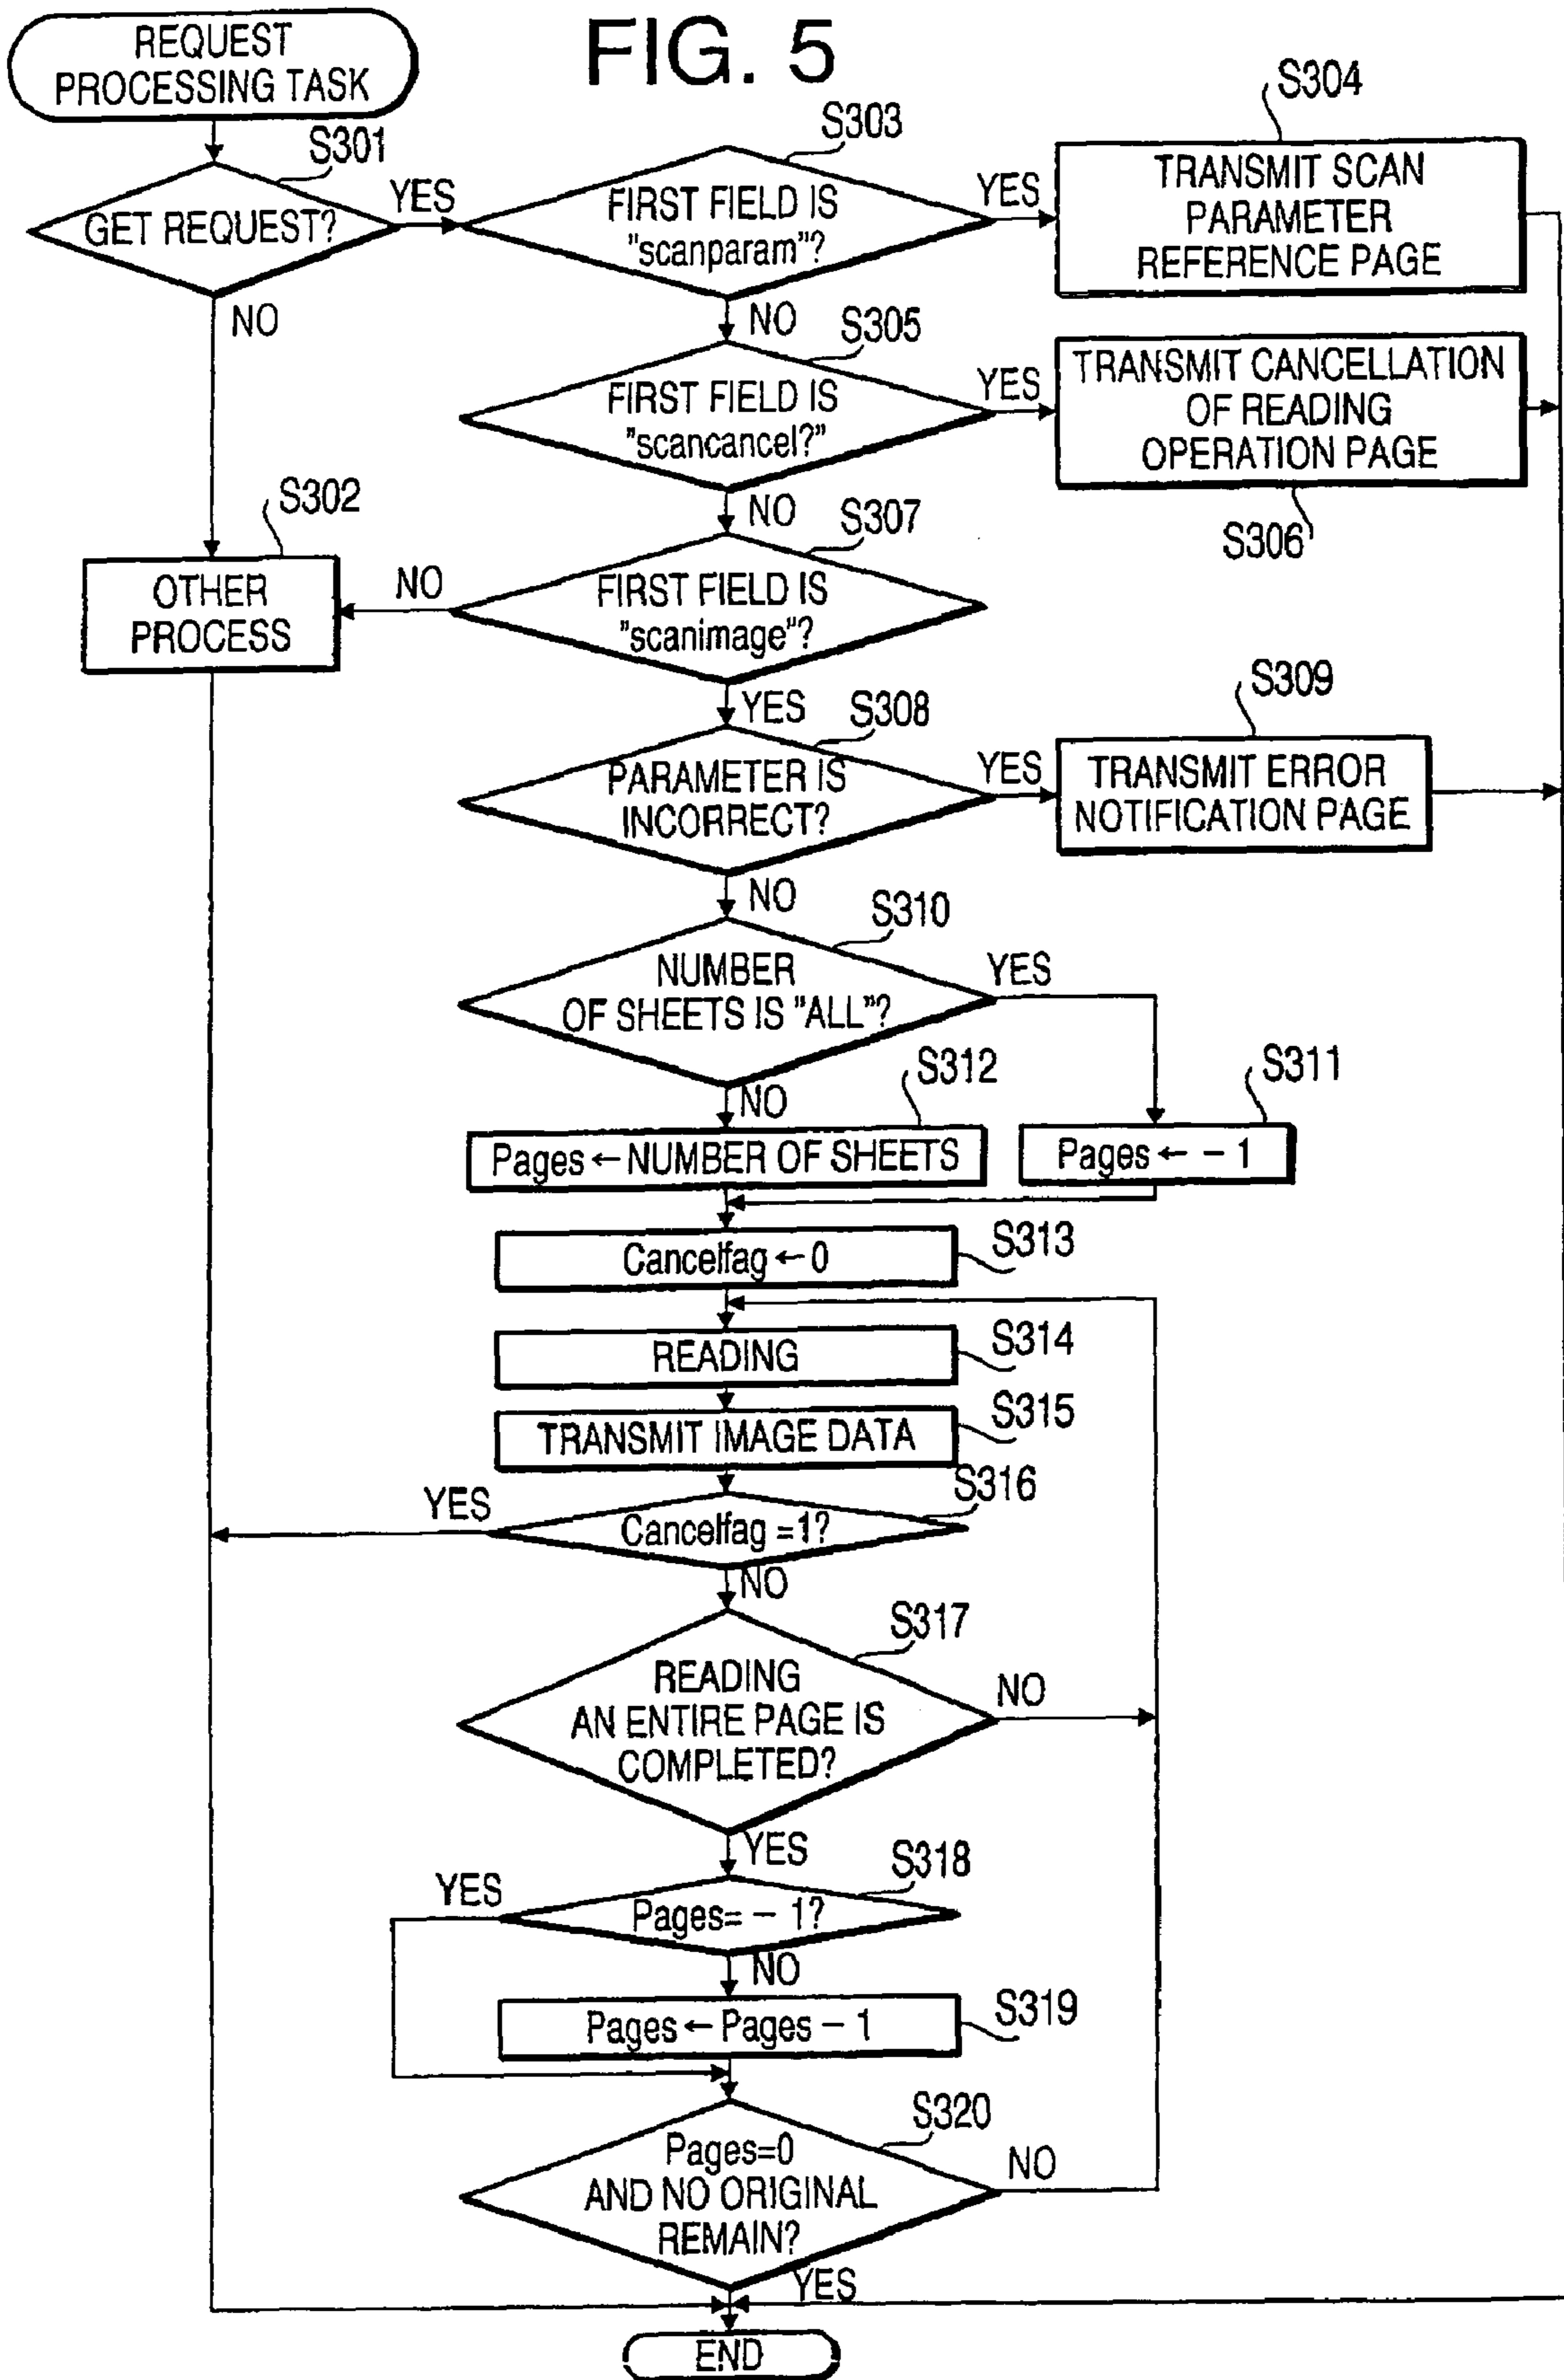 FIG. 5
REQUEST
PROCESSING TASK
S301
GET REQUEST?
YES
NO
S303
FIRST FIELD IS
"scanparam"?
YES
NO
S304
TRANSMIT SCAN
PARAMETER
REFERENCE PAGE
S305
FIRST FIELD IS
"scancancel?"
YES
NO
TRANSMIT CANCELLATION
OF READING
OPERATION PAGE
S306
S302
OTHER
PROCESS
S307
FIRST FIELD IS
"scanimage"?
NO
YES
S308
PARAMETER IS
INCORRECT?
YES
NO
S309
TRANSMIT ERROR
NOTIFICATION PAGE
S310
NUMBER
OF SHEETS IS "ALL"?
YES
NO
S312
Pages ← NUMBER OF SHEETS
S311
Pages ← - 1
Cancelfag ← 0
S313
READING
S314
TRANSMIT IMAGE DATA
S315
S316
Cancelfag =1?
YES
NO
S317
READING
AN ENTIRE PAGE IS
COMPLETED?
NO
YES
S318
Pages= - 1?
YES
NO
Pages ← Pages - 1
S319
S320
Pages=0
AND NO ORIGINAL
REMAIN?
NO
YES
END